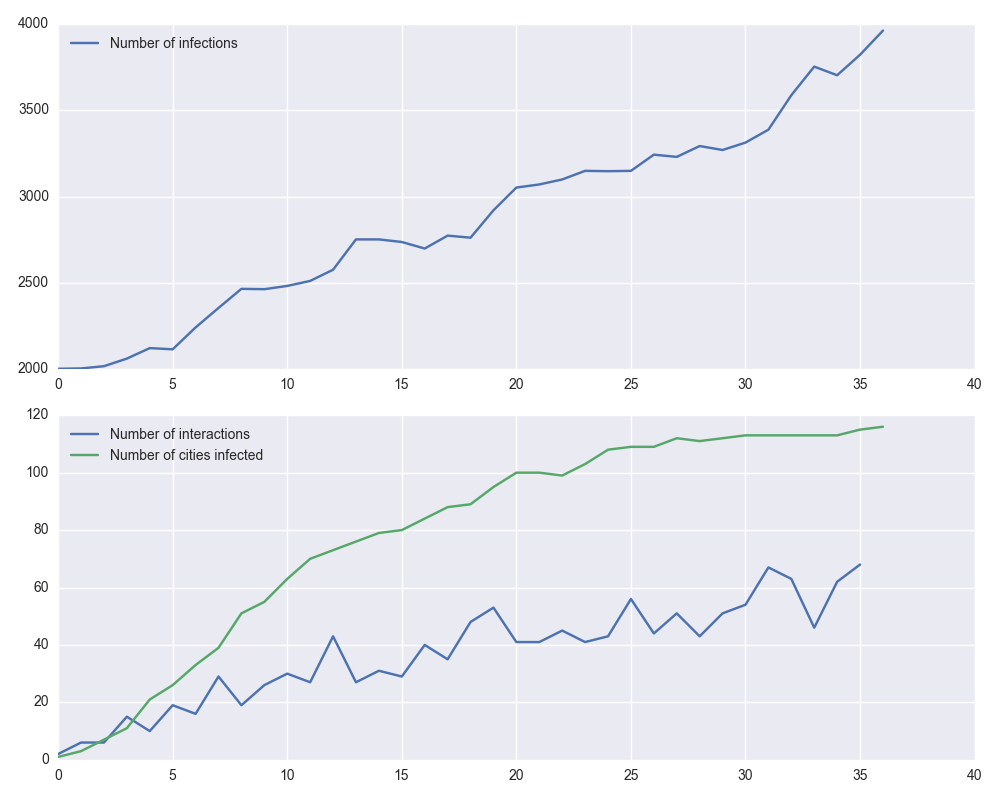 4000
Number of infections
3500
3000
2500
2000
0 5 10 15 20 25 30 35 40
120
Number of interactions
Number of cities infected
100
80
60
40
20
0
0 5 10 15 20 25 30 35 40